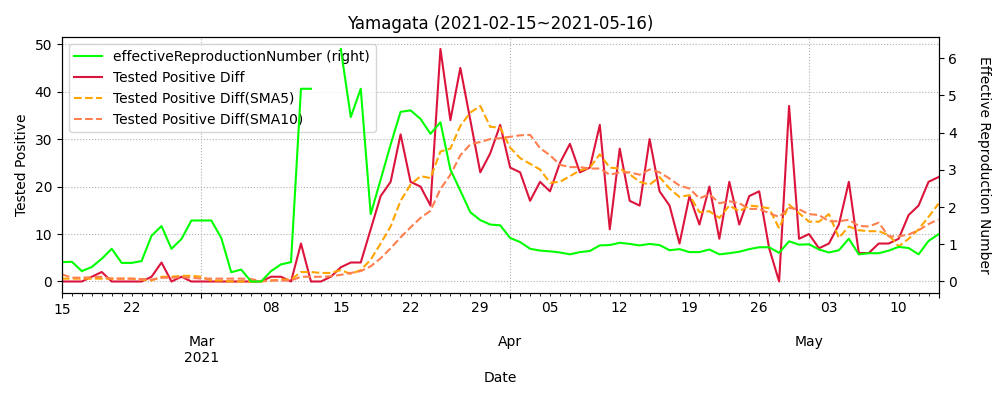 Yamagata (2021-02-15~2021-05-16)
effectiveReproductionNumber (right)
Tested Positive Diff
Tested Positive Diff(SMA5)
Tested Positive Diff(SMA10)
Tested Positive
50
40
30
20
10
0
6
5
4
3
2
1
0
Effective Reproduction Number
15 22 08 15 22 29 05 12 19 26 03 10
Mar Apr May
2021
Date